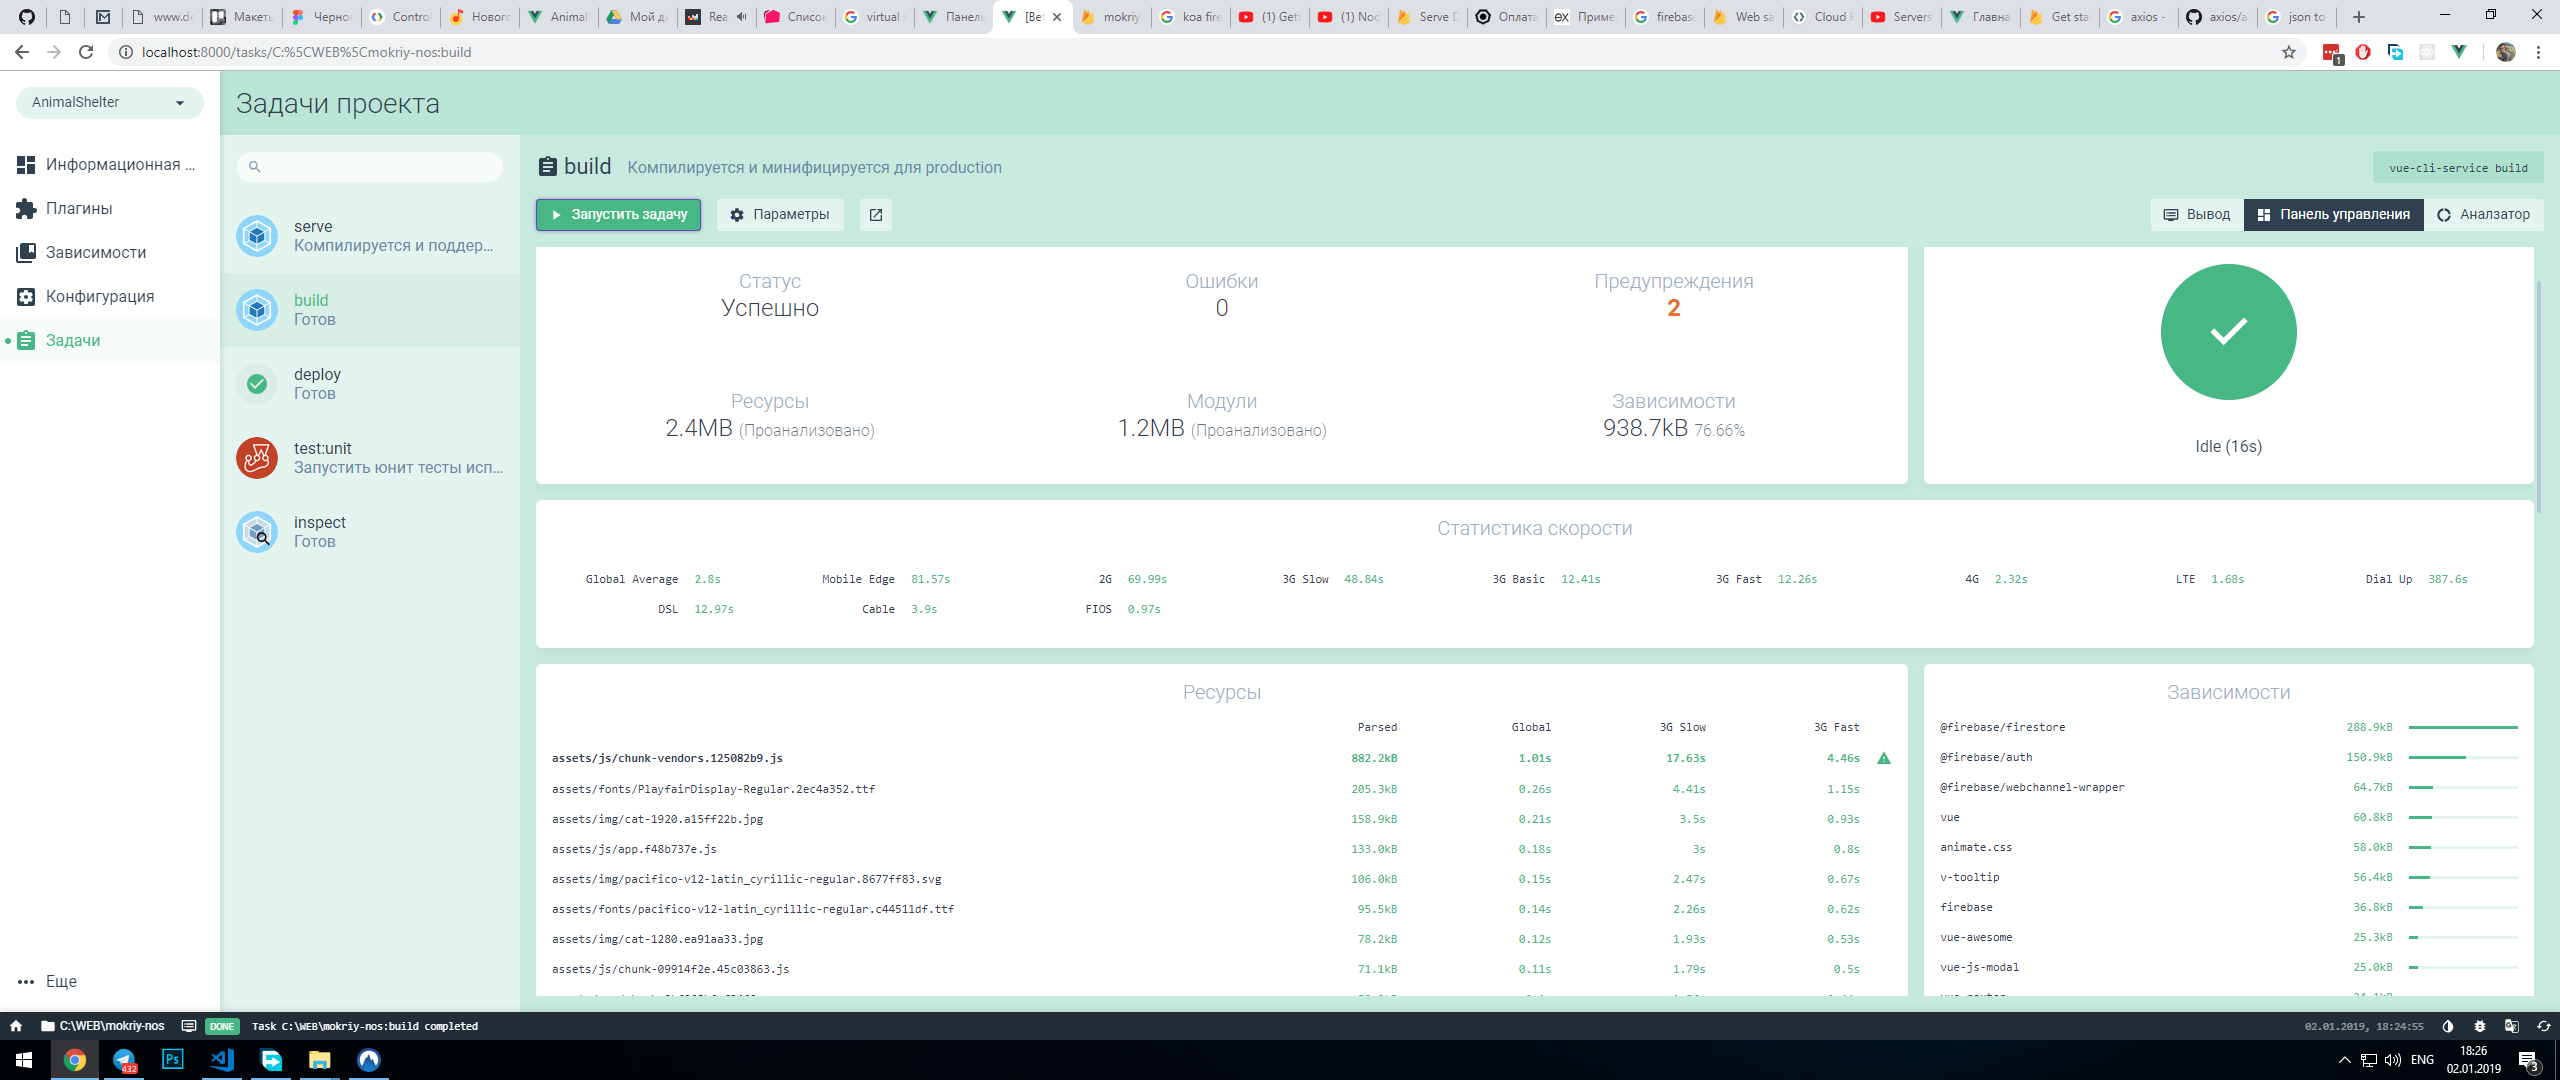 www.de
Макеты
Черно
Contro
Новог
Animal
Мой д
Rea
Список
virtual
Панель
[Bet
mokriy
koa fire
(1) Gett
(1) Noc
Serve D
Оплата
Приме
firebase
Web sa
Cloud F
Servers
Главна
Get sta
axios -
axios/a
json to
localhost:8000/tasks/C:%5CWEB%5Cmokriy-nos:build
1
AnimalShelter
Информационная ...
Плагины
Зависимости
Конфигурация
Задачи
Еще
Задачи проекта
serve
Компилируется и поддер...
build
Готов
deploy
Готов
test:unit
Запустить юнит тесты исп...
inspect
Готов
build Компилируется и минифицируется для production
vue-cli-service build
Запустить задачу Параметры
Вывод Панель управления Аналзатор
Статус Ошибки Предупреждения
Успешно 0 2
Ресурсы Модули Зависимости
2.4MB (Проанализовано) 1.2MB (Проанализовано) 938.7kB 76.66%
Idle (16s)
Статистика скорости
Global Average 2.8s Mobile Edge 81.57s 2G 69.99s 3G Slow 48.84s 3G Basic 12.41s 3G Fast 12.26s 4G 2.32s LTE 1.68s Dial Up 387.6s
DSL 12.97s Cable 3.9s FIOS 0.97s
Ресурсы
Parsed Global 3G Slow 3G Fast
assets/js/chunk-vendors.125082b9.js 882.2kB 1.01s 17.63s 4.46s
assets/fonts/PlayfairDisplay-Regular.2ec4a352.ttf 205.3kB 0.26s 4.41s 1.15s
assets/img/cat-1920.a15ff22b.jpg 158.9kB 0.21s 3.5s 0.93s
assets/js/app.f48b737e.js 133.0kB 0.18s 3s 0.8s
assets/img/pacifico-v12-latin_cyrillic-regular.8677ff83.svg 106.0kB 0.15s 2.47s 0.67s
assets/fonts/pacifico-v12-latin_cyrillic-regular.c44511df.ttf 95.5kB 0.14s 2.26s 0.62s
assets/img/cat-1280.ea91aa33.jpg 78.2kB 0.12s 1.93s 0.53s
assets/js/chunk-09914f2e.45c03863.js 71.1kB 0.11s 1.79s 0.5s
Зависимости
@firebase/firestore 288.9kB
@firebase/auth 150.9kB
@firebase/webchannel-wrapper 64.7kB
vue 60.8kB
animate.css 58.0kB
v-tooltip 56.4kB
firebase 36.8kB
vue-awesome 25.3kB
vue-js-modal 25.0kB
C:\WEB\mokriy-nos DONE Task C:\WEB\mokriy-nos:build completed
02.01.2019, 18:24:55
432
Ps
ENG
18:26
02.01.2019
3